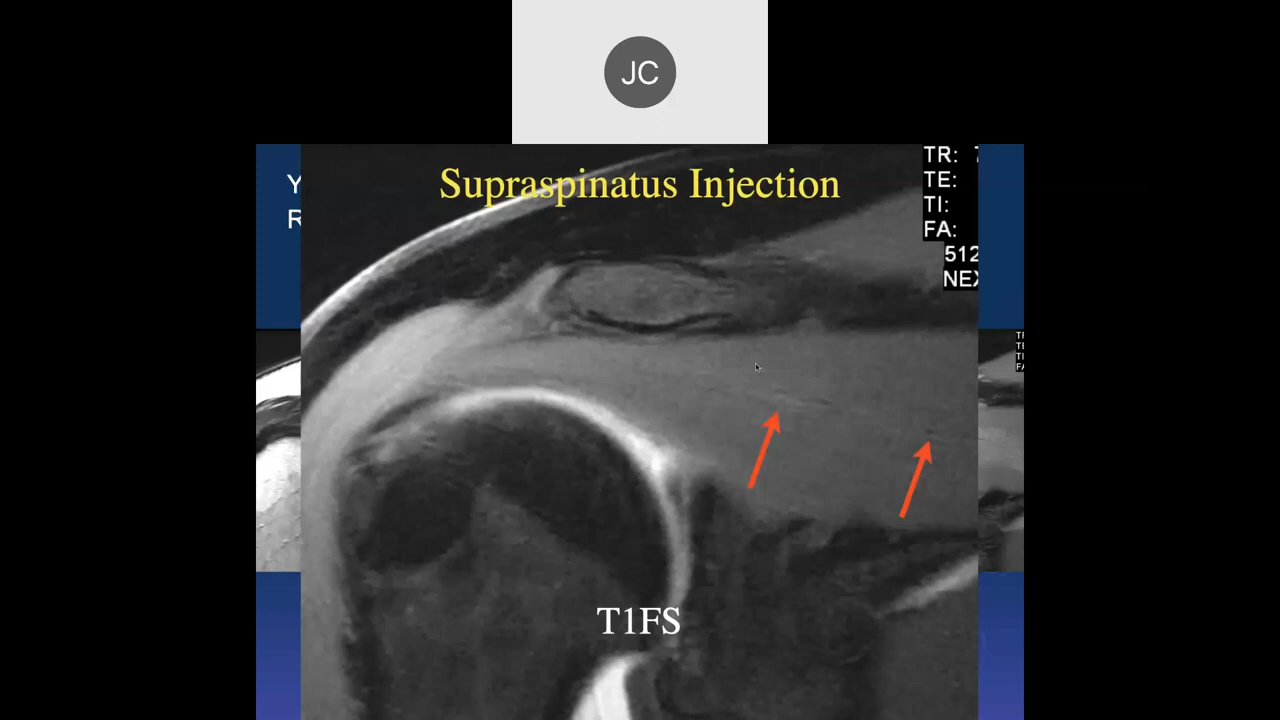 JC
Supraspinatus Injection
TR:
TE:
TI:
FA:
512
NEX
Y
R
T1FS